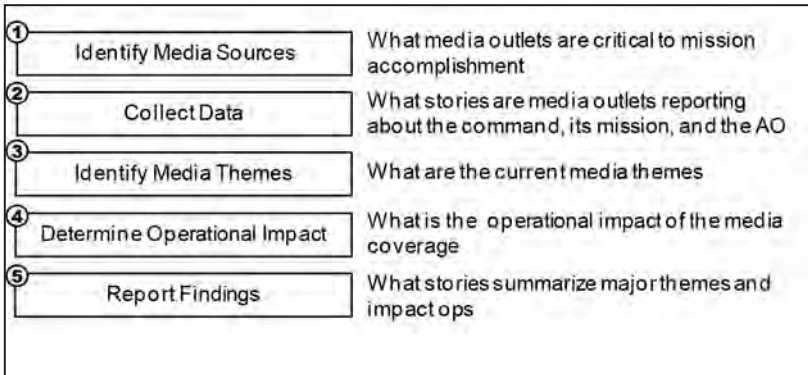 1
Identify Media Sources
What media outlets are critical to mission
accomplishment
2
Collect Data
What stories are media outlets reporting
about the command, its mission, and the AO
3
Identify Media Themes
What are the current media themes
4
Determine Operational Impact
What is the operational impact of the media
coverage
5
Report Findings
What stories summarize major themes and
impact ops